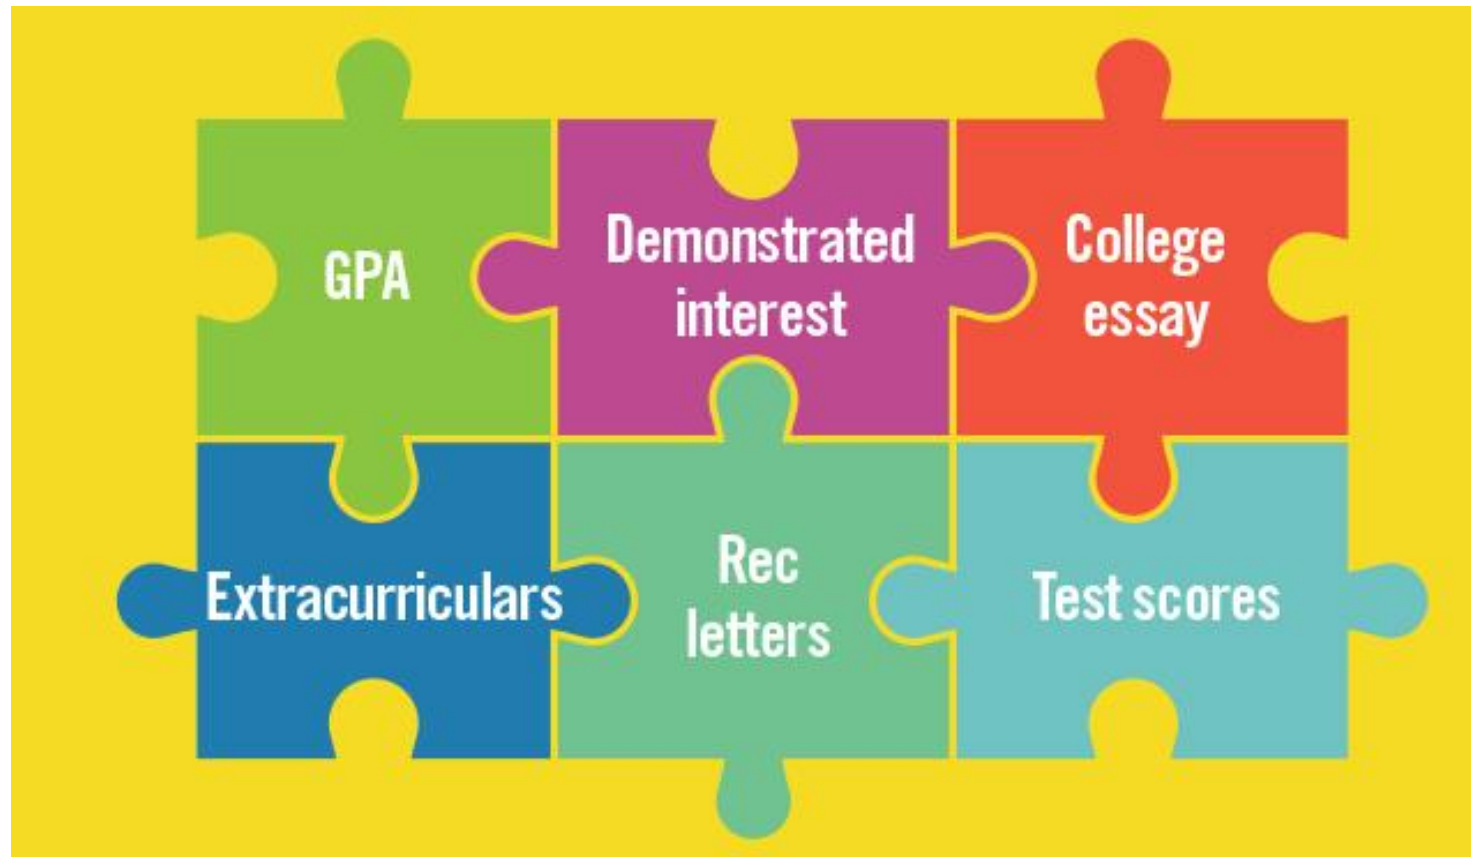 GPA
Demonstrated
interest
College
essay
Extracurriculars
Rec
letters
Test scores